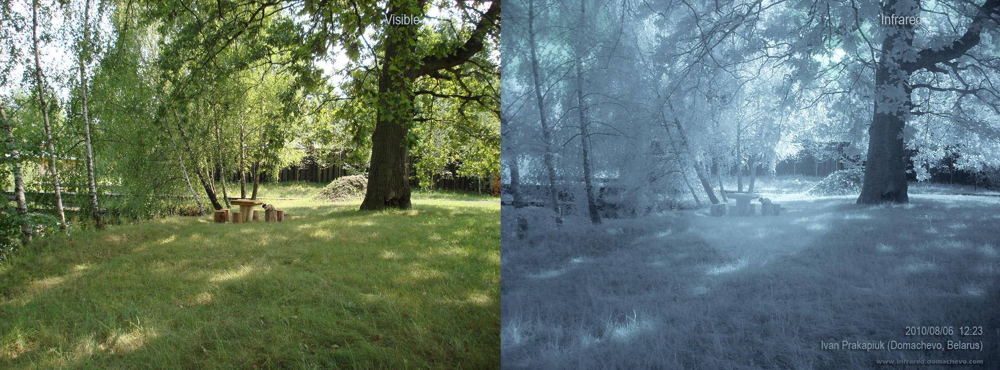 Visible
Infrared
2010/08/06 12:23
Ivan Prakapiuk (Domachevo, Belarus)
www.infrared.domachevo.com